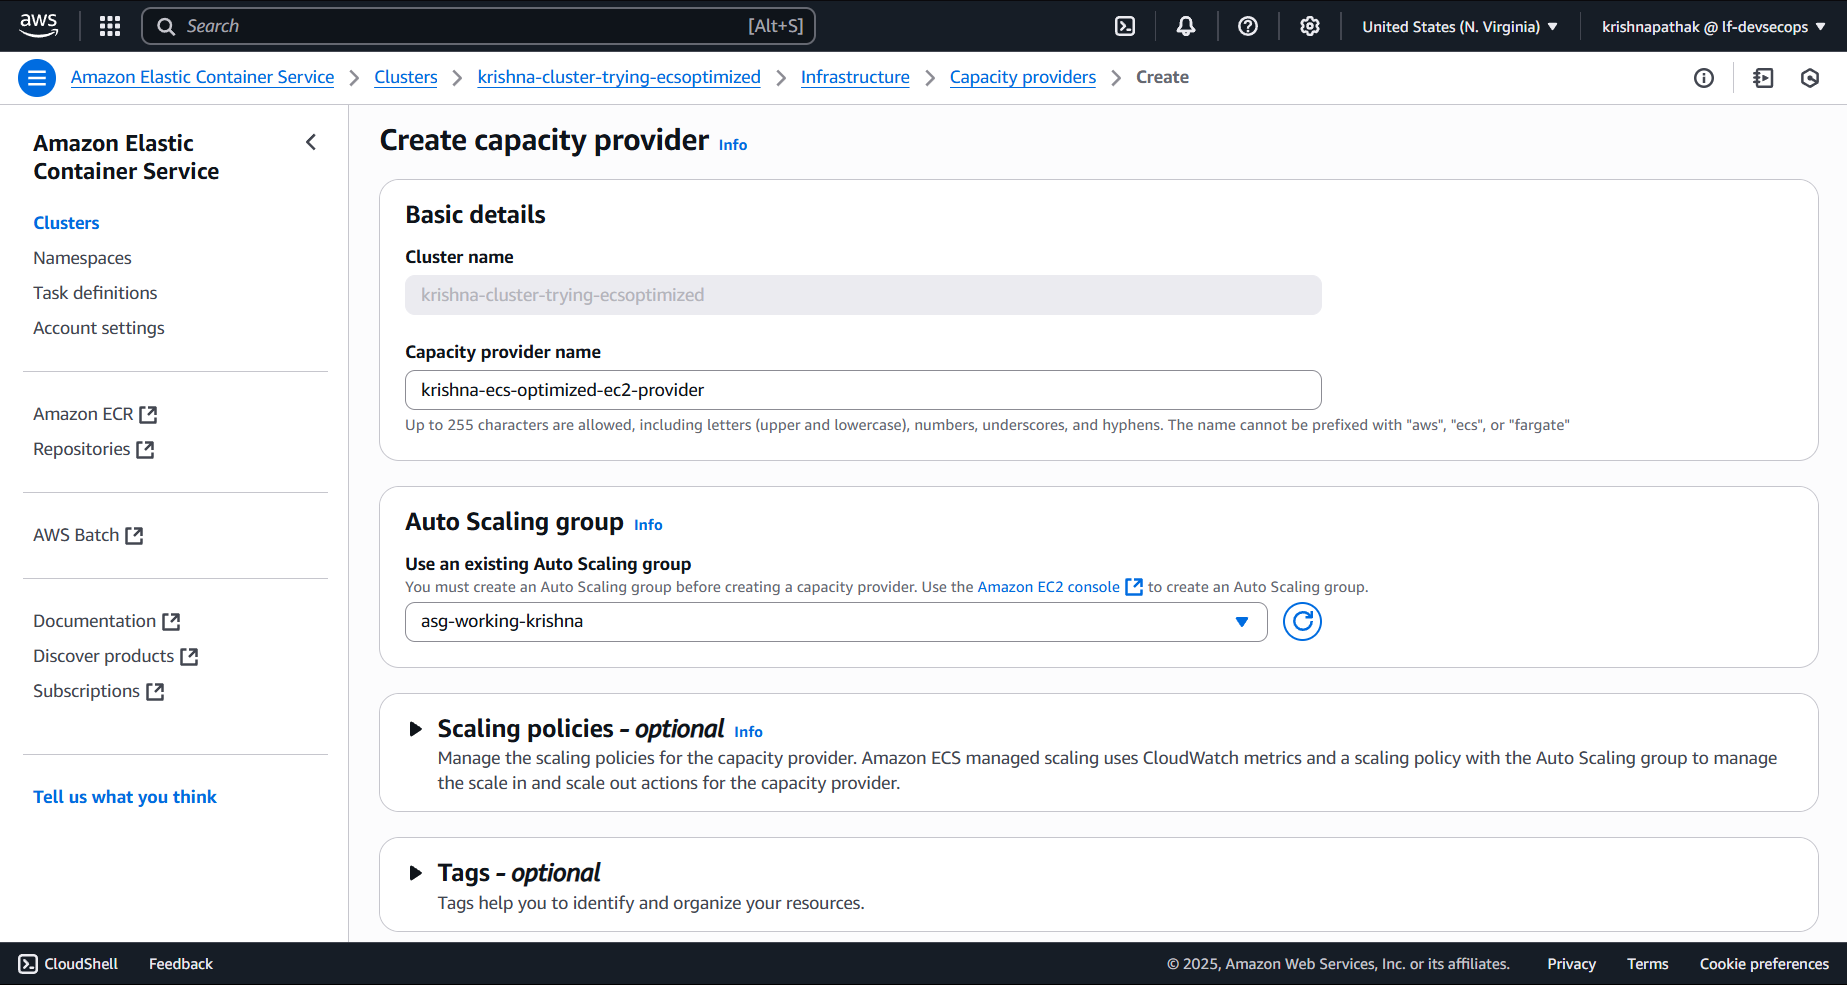 aws
Search
[Alt+S]
United States (N. Virginia)
krishnapathak @ lf-devsecops
Amazon Elastic Container Service
Clusters
krishna-cluster-trying-ecsoptimized
Infrastructure
Capacity providers
Create
Amazon Elastic
Container Service
Clusters
Namespaces
Task definitions
Account settings
Amazon ECR
Repositories
AWS Batch
Documentation
Discover products
Subscriptions
Tell us what you think
Create capacity provider Info
Basic details
Cluster name
krishna-cluster-trying-ecsoptimized
Capacity provider name
krishna-ecs-optimized-ec2-provider
Up to 255 characters are allowed, including letters (upper and lowercase), numbers, underscores, and hyphens. The name cannot be prefixed with "aws", "ecs", or "fargate"
Auto Scaling group Info
Use an existing Auto Scaling group
You must create an Auto Scaling group before creating a capacity provider. Use the Amazon EC2 console to create an Auto Scaling group.
asg-working-krishna
Scaling policies - optional Info
Manage the scaling policies for the capacity provider. Amazon ECS managed scaling uses CloudWatch metrics and a scaling policy with the Auto Scaling group to manage
the scale in and scale out actions for the capacity provider.
Tags - optional
Tags help you to identify and organize your resources.
CloudShell
Feedback
© 2025, Amazon Web Services, Inc. or its affiliates.
Privacy
Terms
Cookie preferences